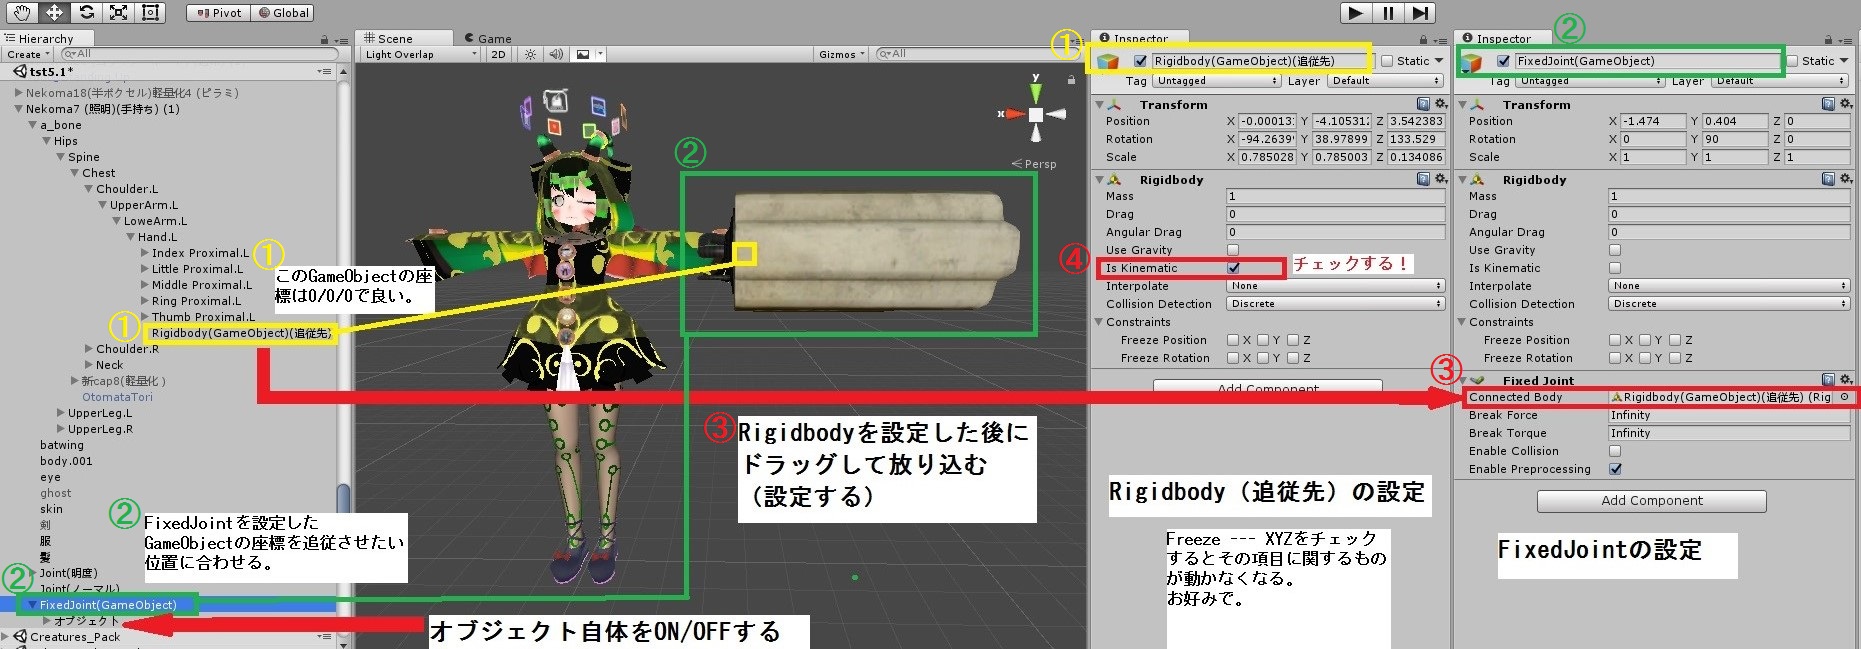 Pivot
Global
Hierarchy
Create
All
tst5.1*
Nekoma18(半ボクセル)軽量化4 (ピラミ)
Nekoma7 (照明)(手持ち) (1)
a_bone
Hips
Spine
Chest
Choulder.L
UpperArm.L
LoweArm.L
Hand.L
Index Proximal.L
Little Proximal.L
Middle Proximal.L
Ring Proximal.L
Thumb Proximal.L
Rigidbody(GameObject)(追従先)
Choulder.R
Neck
新cap8(軽量化 )
OtomataTori
UpperLeg.L
UpperLeg.R
batwing
body.001
eye
ghost
skin
剣
服
髪
Joint(明度)
Joint(ノーマル)
FixedJoint(GameObject)
オブジェクト
Creatures_Pack
①
このGameObjectの座
標は0/0/0で良い。
①
②
FixedJointを設定した
GameObjectの座標を追従させたい
位置に合わせる。
②
Scene
Game
Light Overlap
2D
Gizmos
All
y
x
Persp
②
③
Rigidbodyを設定した後に
ドラッグして放り込む
（設定する）
オブジェクト自体をON/OFFする
①
Inspector
Rigidbody(GameObject)(追従先)
Static
Tag Untagged Layer Default
Transform
Position X -0.00013 Y -4.10531 Z 3.542383
Rotation X -94.2639 Y 38.97899 Z 133.529
Scale X 0.785028 Y 0.785003 Z 0.134086
Rigidbody
Mass 1
Drag 0
Angular Drag 0
Use Gravity
④
Is Kinematic
チェックする！
Interpolate None
Collision Detection Discrete
Constraints
Freeze Position X Y Z
Freeze Rotation X Y Z
Add Component
Rigidbody（追従先）の設定
Freeze --- XYZをチェック
するとその項目に関するもの
が動かなくなる。
お好みで。
②
Inspector
FixedJoint(GameObject)
Static
Tag Untagged Layer Default
Transform
Position X -1.474 Y 0.404 Z 0
Rotation X 0 Y 90 Z 0
Scale X 1 Y 1 Z 1
Rigidbody
Mass 1
Drag 0
Angular Drag 0
Use Gravity
Is Kinematic
Interpolate None
Collision Detection Discrete
Constraints
Freeze Position X Y Z
Freeze Rotation X Y Z
③
Fixed Joint
Connected Body Rigidbody(GameObject)(追従先) (Rig
Break Force Infinity
Break Torque Infinity
Enable Collision
Enable Preprocessing
Add Component
FixedJointの設定